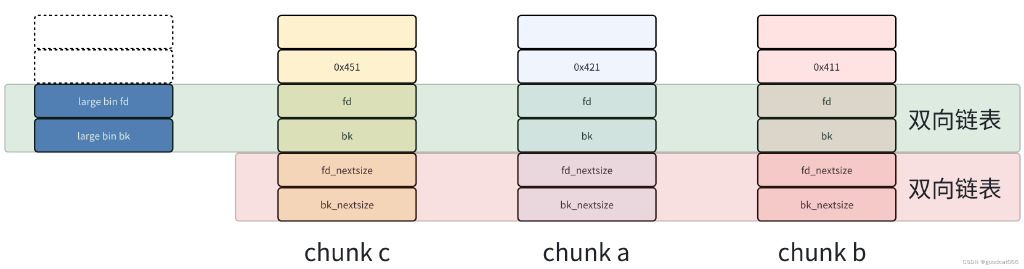 0x451
0x421
0x411
large bin fd
fd
fd
fd
双向链表
large bin bk
bk
bk
bk
fd_nextsize
fd_nextsize
fd_nextsize
双向链表
bk_nextsize
bk_nextsize
bk_nextsize
chunk c
chunk a
chunk b
CSDN @goodcat666